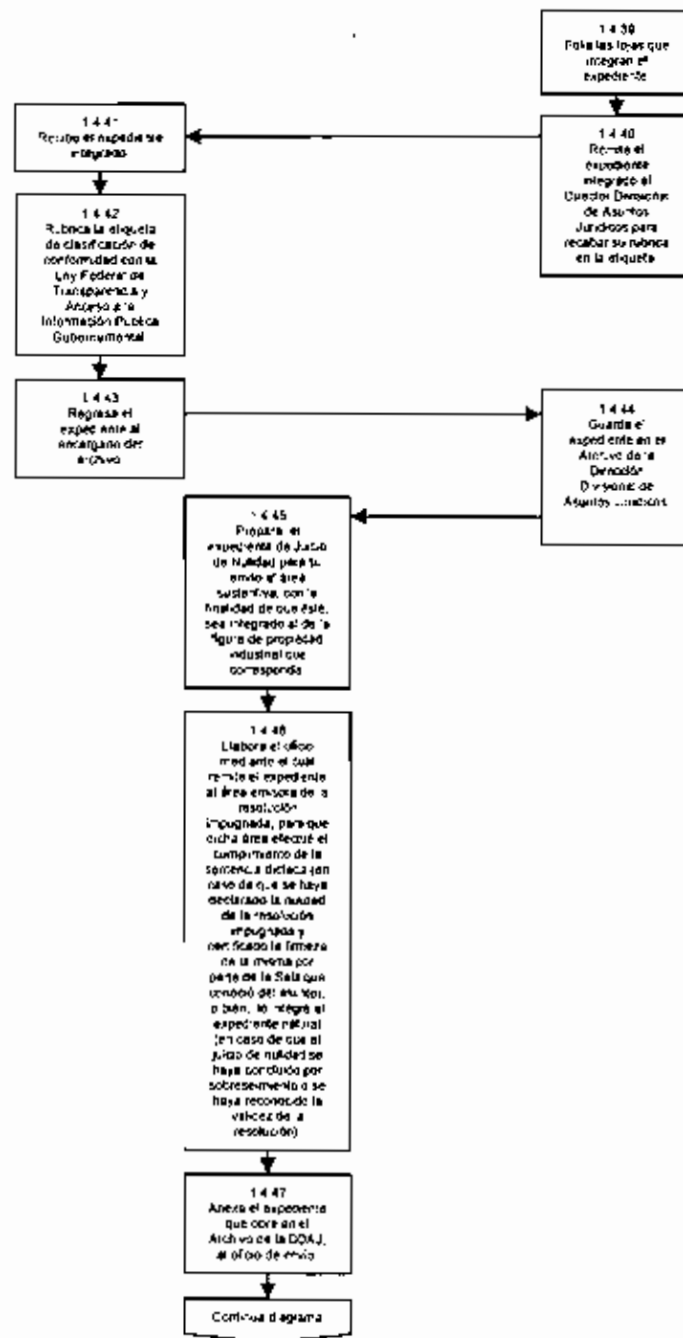 1.4.39
Folia las fojas que
integran el
expediente
1.4.40
Remite el
expediente
integrado al
Director Divisional
de Asuntos
Jurídicos para
recabar su rúbrica
en la etiqueta
1.4.41
Recibe el expediente
integrado
1.4.42
Rubrica la etiqueta
de clasificación de
conformidad con la
Ley Federal de
Transparencia y
Acceso a la
Información Pública
Gubernamental
1.4.43
Regresa el
expediente al
encargado del
archivo
1.4.44
Guarda el
expediente en el
Archivo de la
Dirección
Divisional de
Asuntos Jurídicos
1.4.45
Prepara el
expediente de Juicio
de Nulidad para su
envío al área
sustantiva, con la
finalidad de que éste,
sea integrado al de la
figura de propiedad
industrial que
corresponda
1.4.46
Elabora el oficio
mediante el cual
remite el expediente
al área emisora de la
resolución
impugnada, para que
dicha área efectué el
cumplimiento de la
sentencia dictada (en
caso de que se haya
declarado la nulidad
de la resolución
impugnada y
certificado la firmeza
de la misma por
parte de la Sala que
conoció del asunto),
o bien, lo integre al
expediente natural
(en caso de que el
juicio de nulidad se
haya concluido por
sobreseimiento o se
haya reconocido la
validez de la
resolución)
1.4.47
Anexa el expediente
que obre en el
Archivo de la DDAJ,
al oficio de envío
Continua diagrama